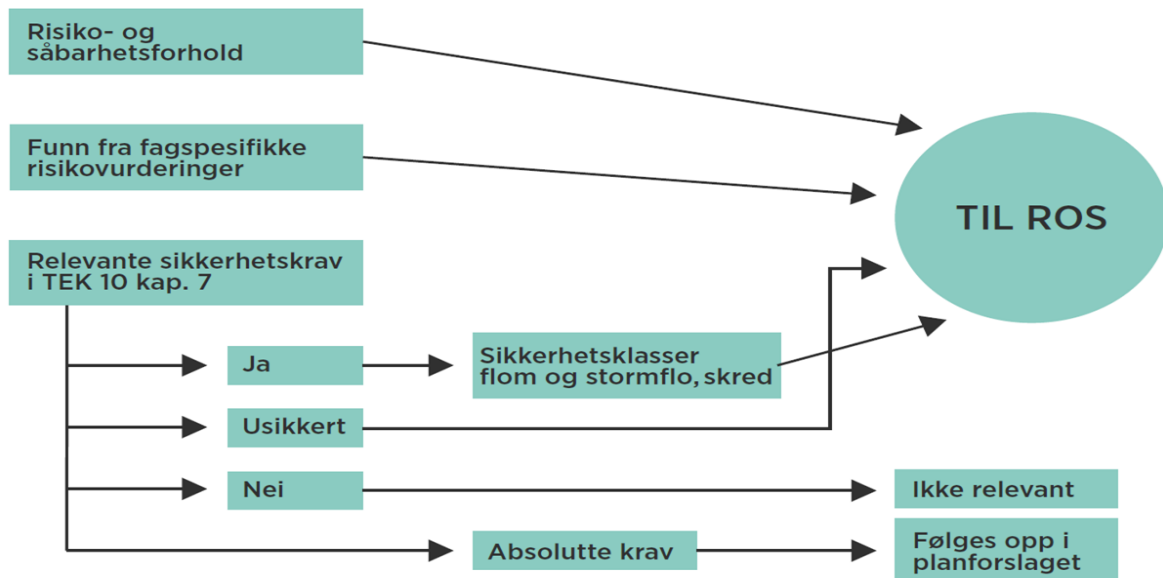 Risiko- og
såbarhetsforhold
Funn fra fagspesifikke
risikovurderinger
TIL ROS
Relevante sikkerhetskrav
i TEK 10 kap. 7
Ja
Sikkerhetsklasser
flom og stormflo, skred
Usikkert
Nei
Ikke relevant
Absolutte krav
Følges opp i
planforslaget